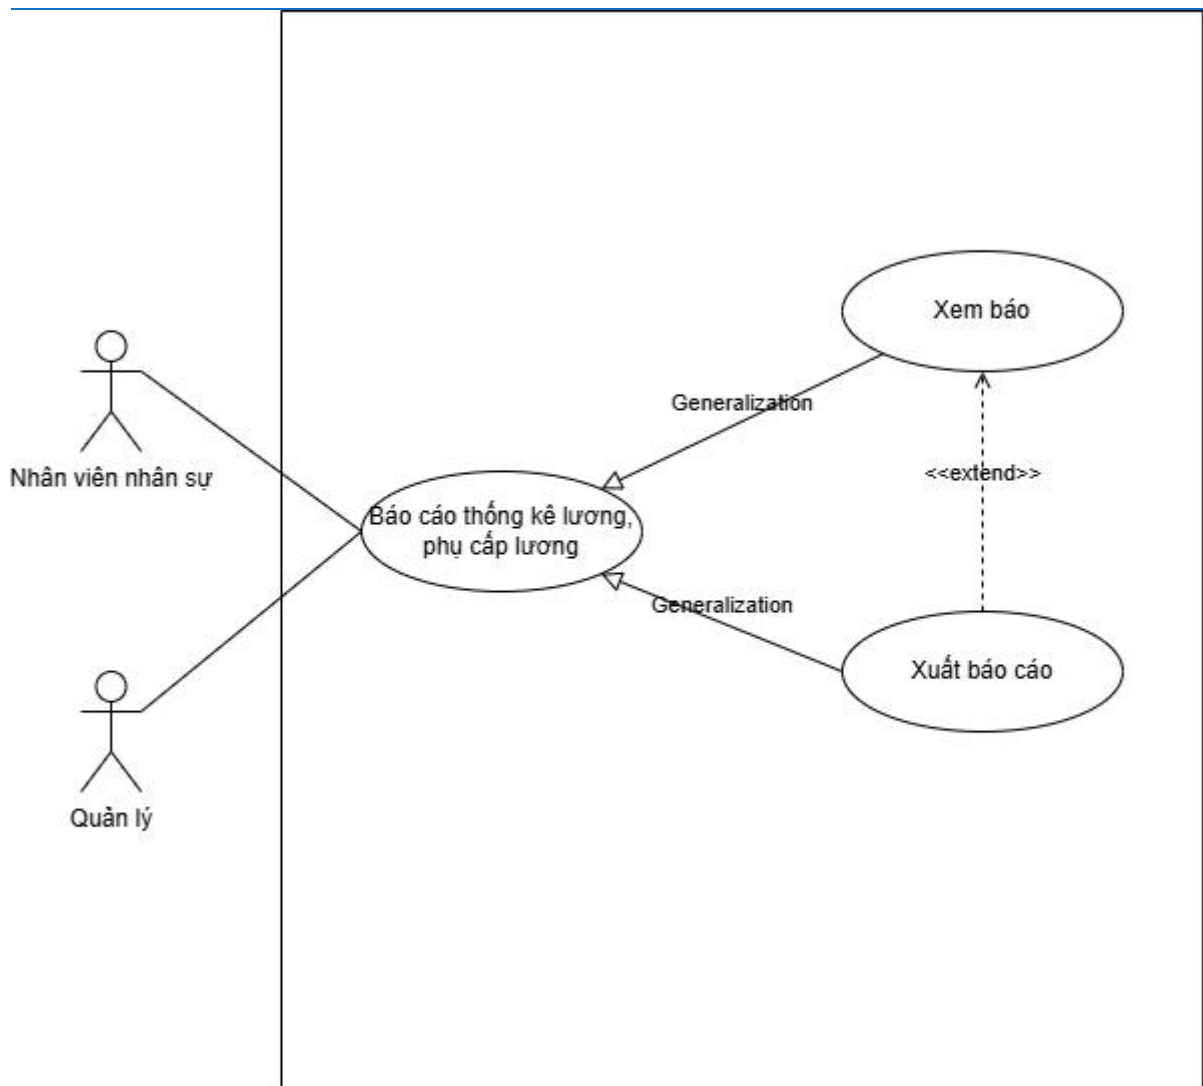 Xem báo
Generalization
Nhân viên nhân sự
<<extend>>
Báo cáo thống kê lương,
phụ cấp lương
Generalization
Xuất báo cáo
Quản lý